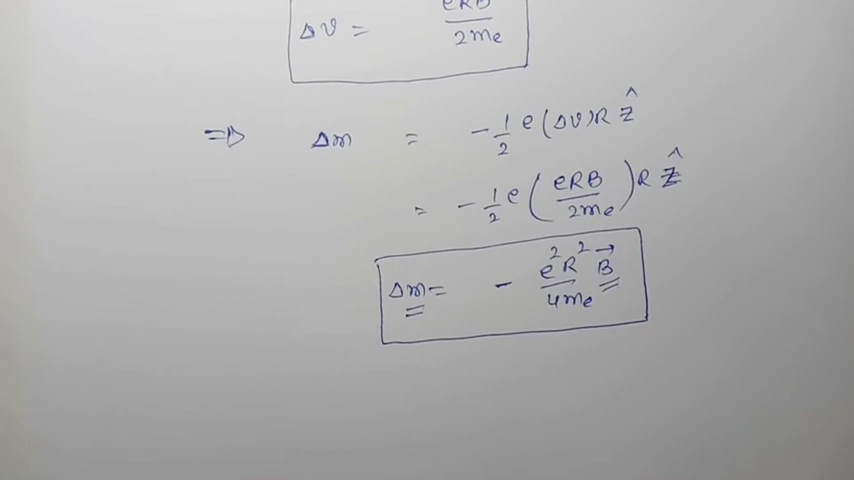 Δv = eRB / 2me
=> Δm = -1/2 e (Δv) R ẑ
= -1/2 e (eRB / 2me) R ẑ
Δm = - e²R² B⃗ / 4me